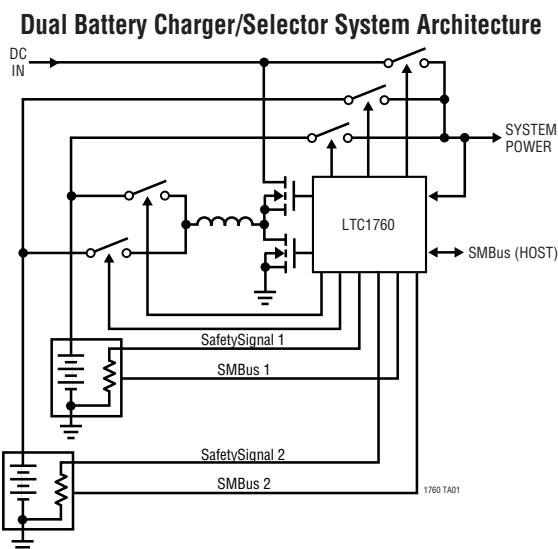 Dual Battery Charger/Selector System Architecture
DC
IN
SYSTEM
POWER
LTC1760
SMBus (HOST)
SafetySignal 1
SMBus 1
SafetySignal 2
SMBus 2
1760 TA01